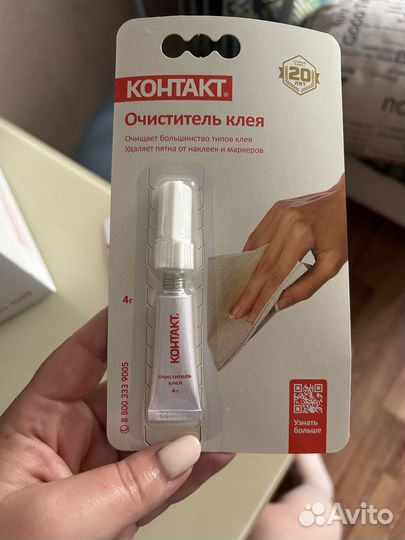 КОНТАКТ®
20
ЛЕТ
Очиститель клея
Очищает большинство типов клея
Удаляет пятна от наклеек и маркеров
4г
КОНТАКТ.
очиститель
клея
4 г
8 800 333 9005
Узнать
больше
Avito